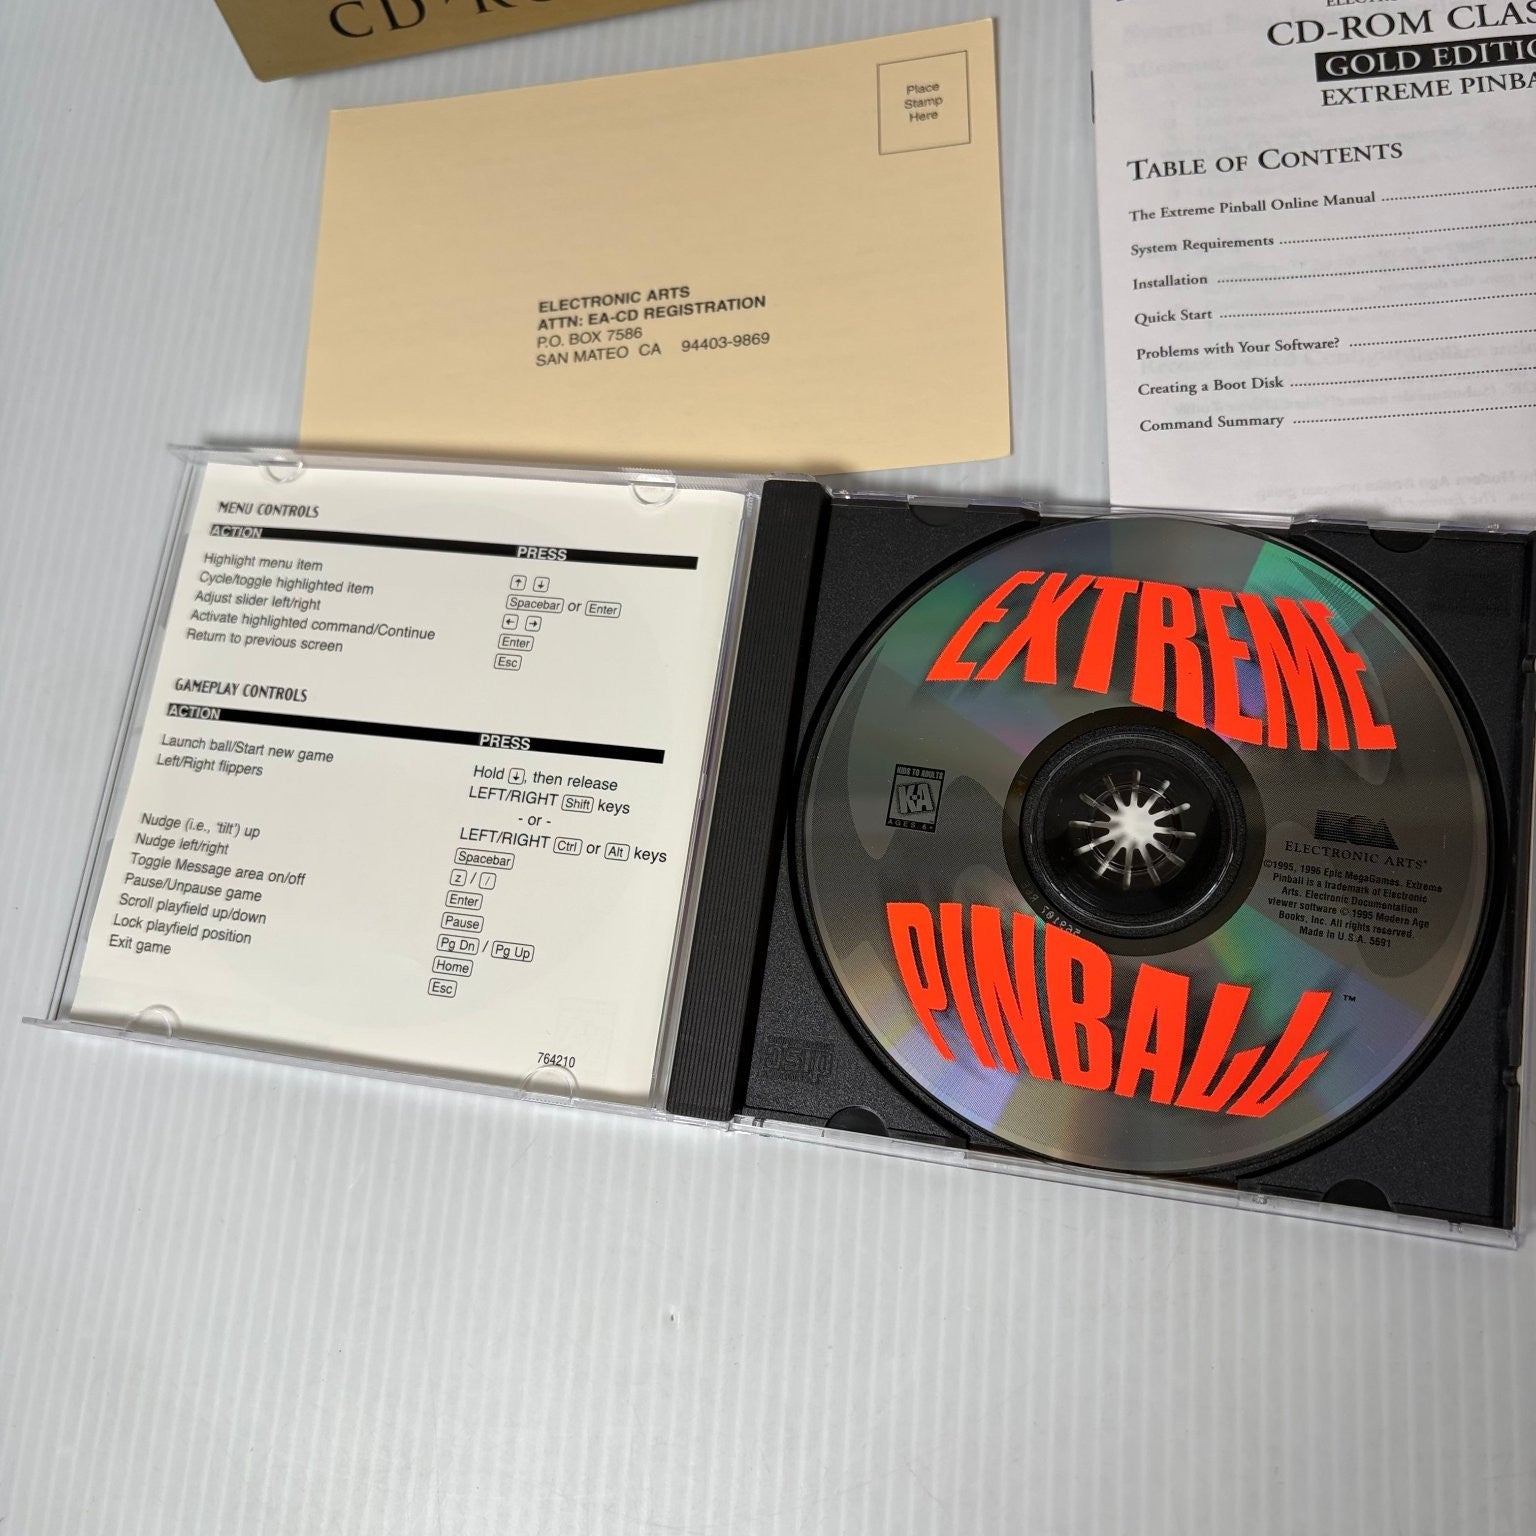 CD-R
Place
Stamp
Here
ELECTRONIC ARTS
ATTN: EA-CD REGISTRATION
P.O. BOX 7586
SAN MATEO CA 94403-9869
CD-ROM CLAS
GOLD EDITIO
EXTREME PINBA
TABLE OF CONTENTS
The Extreme Pinball Online Manual
System Requirements
Installation
Quick Start
Problems with Your Software?
Creating a Boot Disk
Command Summary
MENU CONTROLS
ACTION PRESS
Highlight menu item ↑ ↓
Cycle/toggle highlighted item Spacebar or Enter
Adjust slider left/right ← →
Activate highlighted command/Continue Enter
Return to previous screen Esc
GAMEPLAY CONTROLS
ACTION PRESS
Launch ball/Start new game Hold ↓, then release
Left/Right flippers LEFT/RIGHT Shift keys
- or -
LEFT/RIGHT Ctrl or Alt keys
Nudge (i.e., 'tilt') up Spacebar
Nudge left/right z / /
Toggle Message area on/off Enter
Pause/Unpause game Pause
Scroll playfield up/down Pg Dn / Pg Up
Lock playfield position Home
Exit game Esc
764210
EXTREME
KIDS TO ADULTS
K-A
AGES 6+
ELECTRONIC ARTS®
©1995, 1996 Epic MegaGames. Extreme
Pinball is a trademark of Electronic
Arts. Electronic Documentation
viewer software © 1995 Modern Age
Books, Inc. All rights reserved.
Made in U.S.A. 5691
PINBALL™
disc